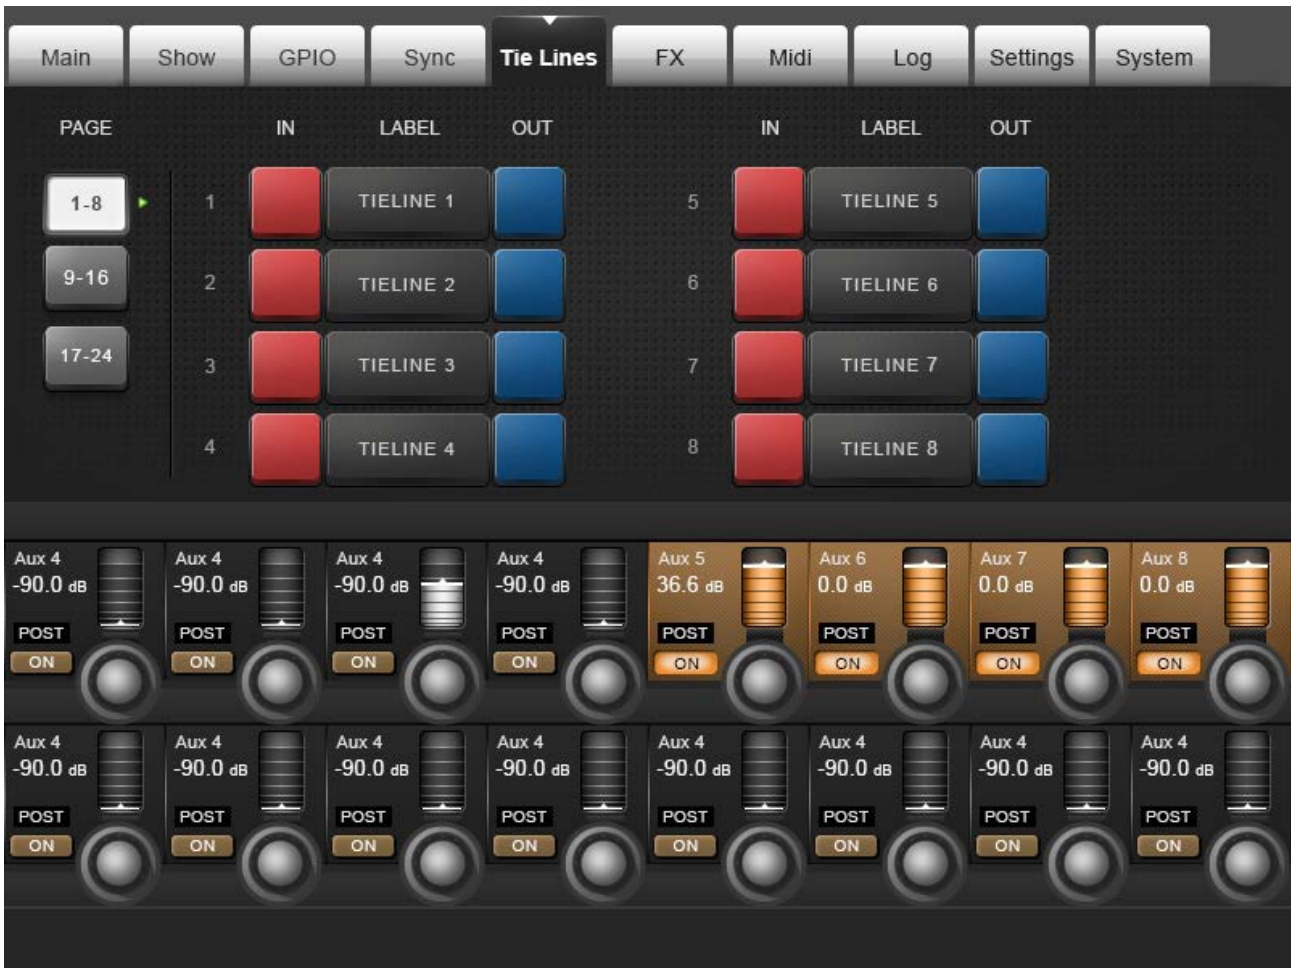 Main Show GPIO Sync Tie Lines FX Midi Log Settings System
PAGE IN LABEL OUT IN LABEL OUT
1-8 1 TIELINE 1 5 TIELINE 5
9-16 2 TIELINE 2 6 TIELINE 6
17-24 3 TIELINE 3 7 TIELINE 7
4 TIELINE 4 8 TIELINE 8
Aux 4 Aux 4 Aux 4 Aux 4 Aux 5 Aux 6 Aux 7 Aux 8
-90.0 dB -90.0 dB -90.0 dB -90.0 dB 36.6 dB 0.0 dB 0.0 dB 0.0 dB
POST POST POST POST POST POST POST POST
ON ON ON ON ON ON ON ON
Aux 4 Aux 4 Aux 4 Aux 4 Aux 4 Aux 4 Aux 4 Aux 4
-90.0 dB -90.0 dB -90.0 dB -90.0 dB -90.0 dB -90.0 dB -90.0 dB -90.0 dB
POST POST POST POST POST POST POST POST
ON ON ON ON ON ON ON ON